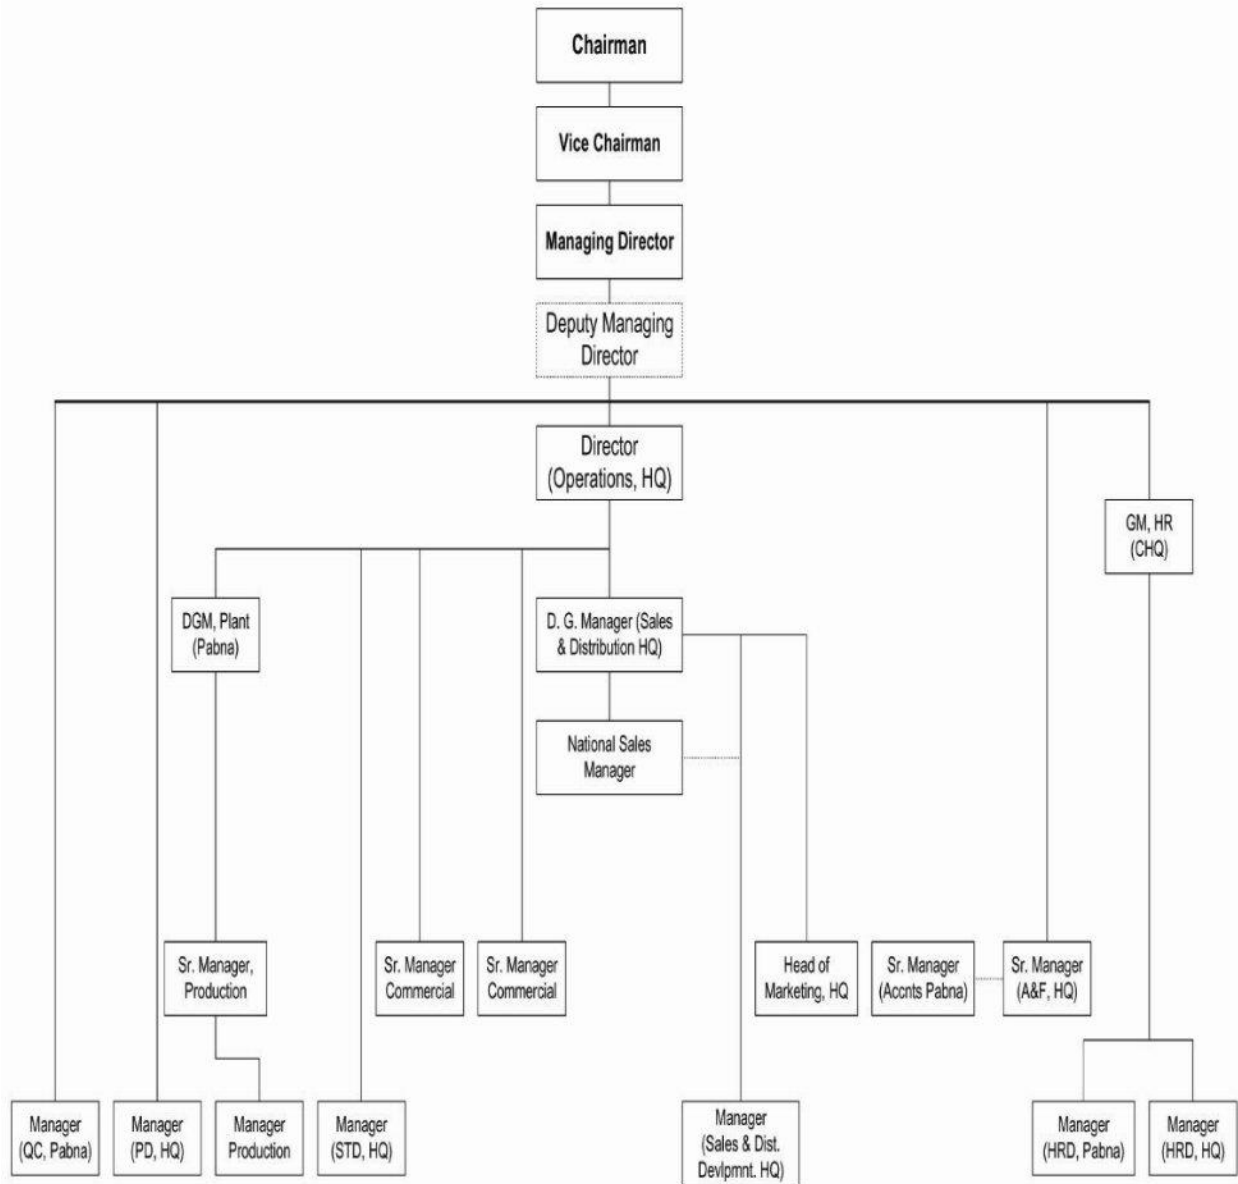 Chairman
Vice Chairman
Managing Director
Deputy Managing
Director
Director
(Operations, HQ)
GM, HR
(CHQ)
DGM, Plant
(Pabna)
D. G. Manager (Sales
& Distribution HQ)
National Sales
Manager
Sr. Manager,
Production
Sr. Manager
Commercial
Sr. Manager
Commercial
Head of
Marketing, HQ
Sr. Manager
(Accnts Pabna)
Sr. Manager
(A&F, HQ)
Manager
(QC, Pabna)
Manager
(PD, HQ)
Manager
Production
Manager
(STD, HQ)
Manager
(Sales & Dist.
Devlpmnt. HQ)
Manager
(HRD, Pabna)
Manager
(HRD, HQ)